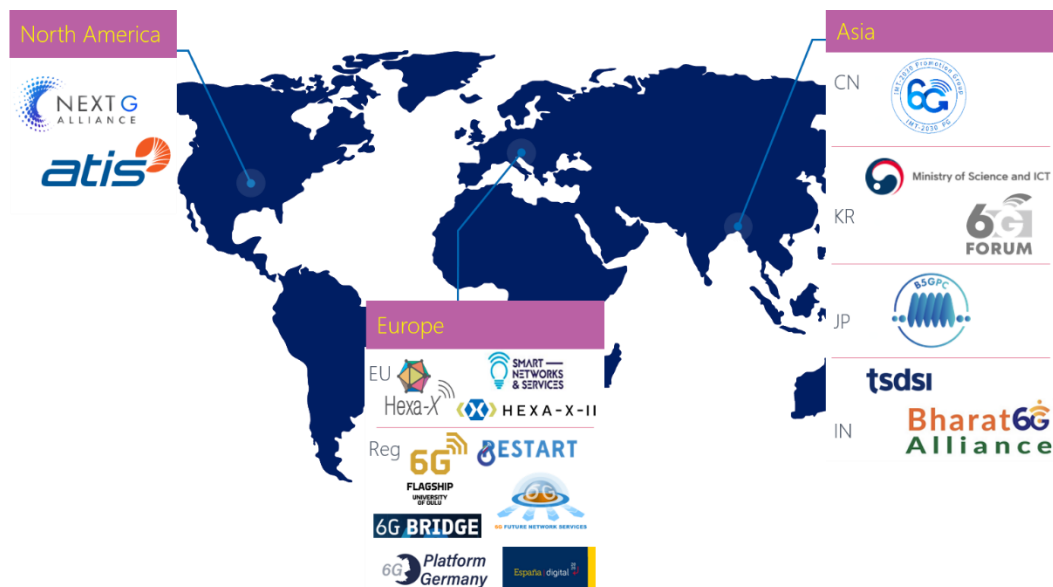 North America
NEXT G
ALLIANCE
atis
Europe
EU
Hexa-X
SMART
NETWORKS
& SERVICES
HEXA-X-II
Reg
6G
FLAGSHIP
UNIVERSITY
OF OULU
RESTART
6G BRIDGE
6G
6G FUTURE NETWORK SERVICES
6G Platform
Germany
España digital
Asia
CN
IMT-2030 Promotion Group
6G
IMT-2030 PG
KR
Ministry of Science and ICT
6G
FORUM
JP
B5GPC
IN
tsdsi
Bharat 6G
Alliance